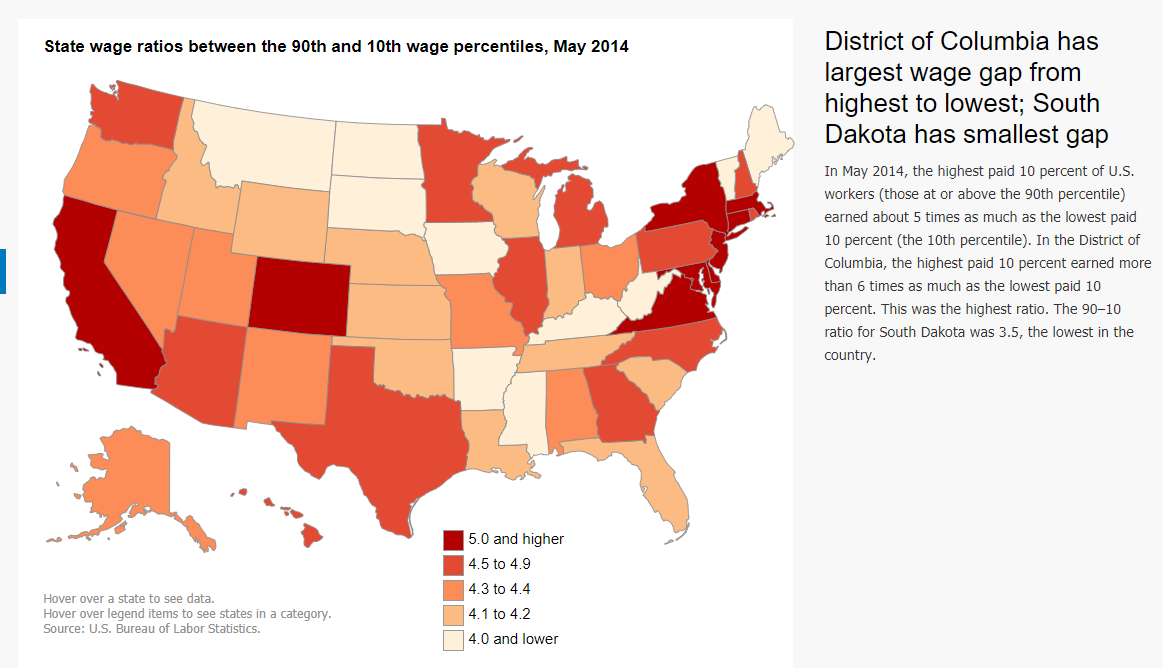 State wage ratios between the 90th and 10th wage percentiles, May 2014
5.0 and higher
4.5 to 4.9
4.3 to 4.4
4.1 to 4.2
4.0 and lower
Hover over a state to see data.
Hover over legend items to see states in a category.
Source: U.S. Bureau of Labor Statistics.
District of Columbia has
largest wage gap from
highest to lowest; South
Dakota has smallest gap
In May 2014, the highest paid 10 percent of U.S.
workers (those at or above the 90th percentile)
earned about 5 times as much as the lowest paid
10 percent (the 10th percentile). In the District of
Columbia, the highest paid 10 percent earned more
than 6 times as much as the lowest paid 10
percent. This was the highest ratio. The 90–10
ratio for South Dakota was 3.5, the lowest in the
country.